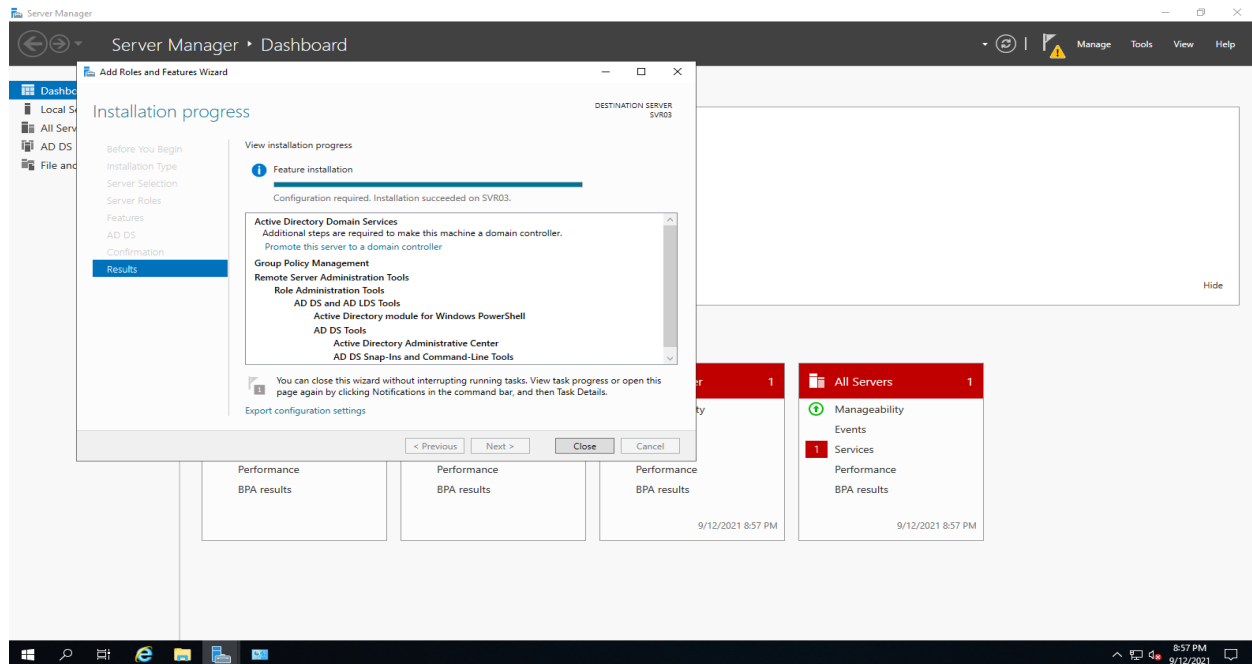 Server Manager
Server Manager • Dashboard
Manage Tools View Help
Add Roles and Features Wizard
Dashbo
Local Se
All Serv
AD DS
File and
Installation progress
DESTINATION SERVER
SVR03
Before You Begin
Installation Type
Server Selection
Server Roles
Features
AD DS
Confirmation
Results
View installation progress
Feature installation
Configuration required. Installation succeeded on SVR03.
Active Directory Domain Services
Additional steps are required to make this machine a domain controller.
Promote this server to a domain controller
Group Policy Management
Remote Server Administration Tools
Role Administration Tools
AD DS and AD LDS Tools
Active Directory module for Windows PowerShell
AD DS Tools
Active Directory Administrative Center
AD DS Snap-Ins and Command-Line Tools
1
You can close this wizard without interrupting running tasks. View task progress or open this
page again by clicking Notifications in the command bar, and then Task Details.
Export configuration settings
< Previous Next > Close Cancel
Hide
Performance
BPA results
Performance
BPA results
er 1
ty
Performance
BPA results
9/12/2021 8:57 PM
All Servers 1
Manageability
Events
1 Services
Performance
BPA results
9/12/2021 8:57 PM
8:57 PM
9/12/2021